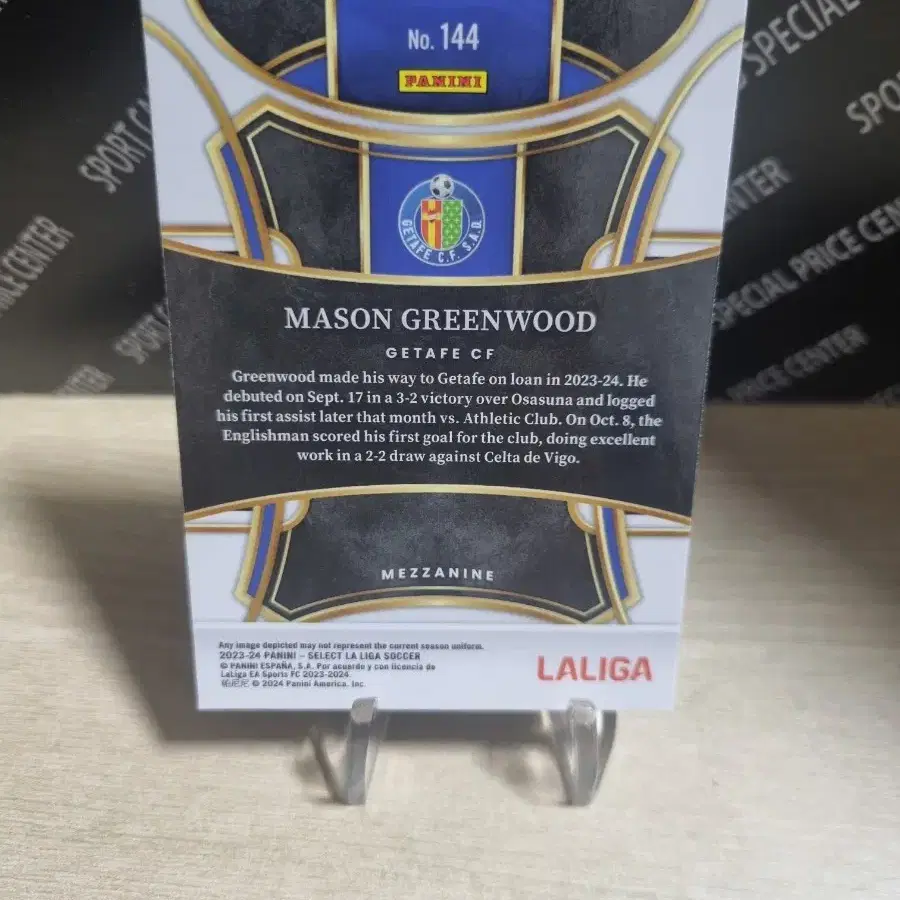 No. 144
PANINI
GETAFE C.F. S.A.D.
MASON GREENWOOD
GETAFE CF
Greenwood made his way to Getafe on loan in 2023-24. He
debuted on Sept. 17 in a 3-2 victory over Osasuna and logged
his first assist later that month vs. Athletic Club. On Oct. 8, the
Englishman scored his first goal for the club, doing excellent
work in a 2-2 draw against Celta de Vigo.
MEZZANINE
Any image depicted may not represent the current season uniform.
2023-24 PANINI – SELECT LA LIGA SOCCER
© PANINI ESPAÑA, S.A. Por acuerdo y con licencia de
LaLiga EA Sports FC 2023-2024.
© 2024 Panini America, Inc.
LALIGA
SPORT C
SPECIAL
SPO
CENTER
SPECIAL PRICE CENTER
PRICE CENTER